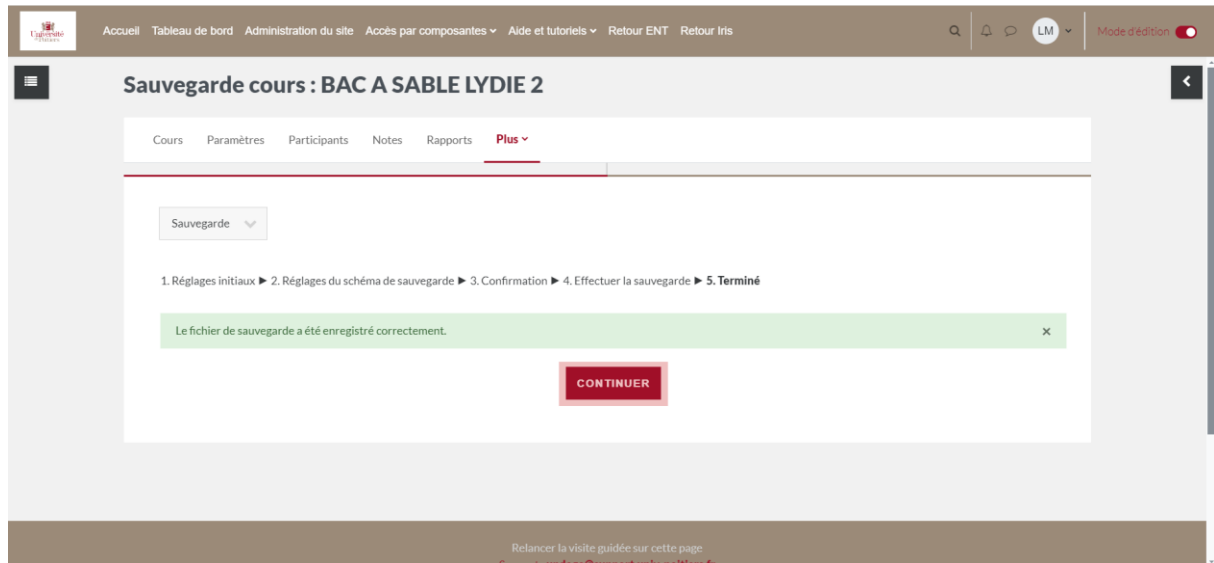 Université
Accueil Tableau de bord Administration du site Accès par composantes Aide et tutoriels Retour ENT Retour Iris LM Mode d'édition
Sauvegarde cours : BAC A SABLE LYDIE 2
Cours Paramètres Participants Notes Rapports Plus
Sauvegarde
1. Réglages initiaux ► 2. Réglages du schéma de sauvegarde ► 3. Confirmation ► 4. Effectuer la sauvegarde ► 5. Terminé
Le fichier de sauvegarde a été enregistré correctement. ×
CONTINUER
Relancer la visite guidée sur cette page